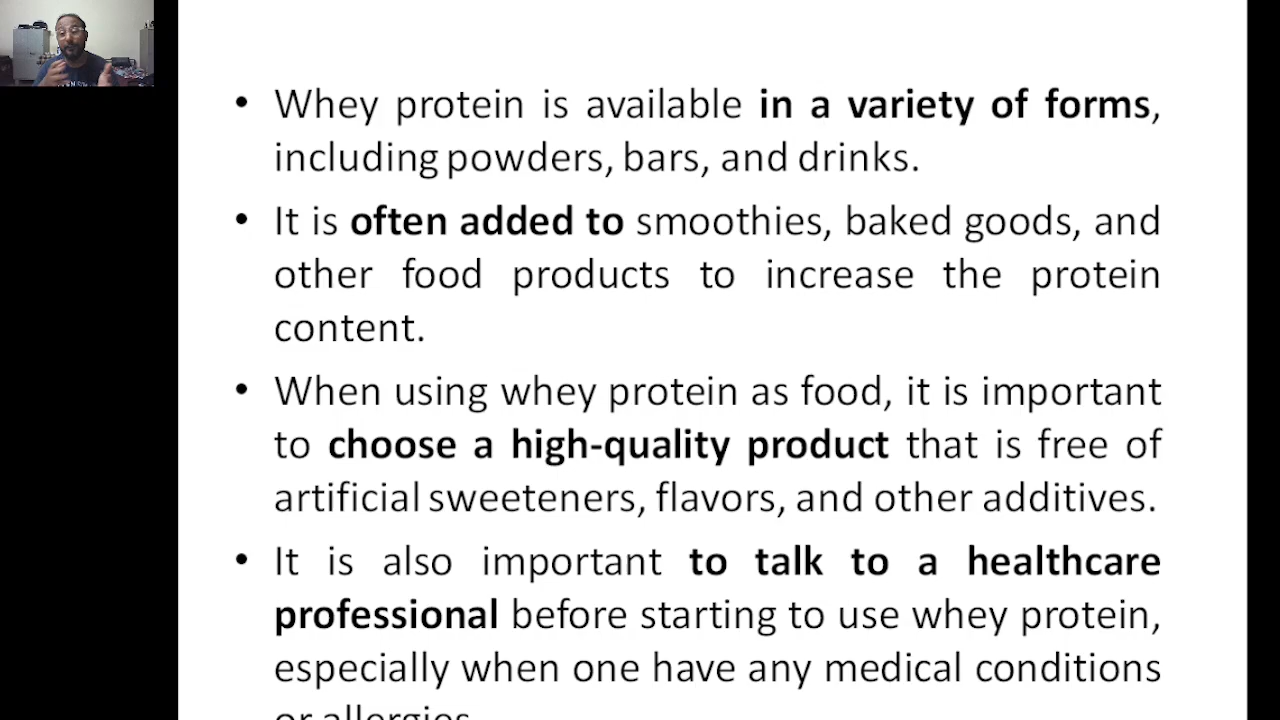 • Whey protein is available in a variety of forms,
including powders, bars, and drinks.
• It is often added to smoothies, baked goods, and
other food products to increase the protein
content.
• When using whey protein as food, it is important
to choose a high-quality product that is free of
artificial sweeteners, flavors, and other additives.
• It is also important to talk to a healthcare
professional before starting to use whey protein,
especially when one have any medical conditions
or allergies.